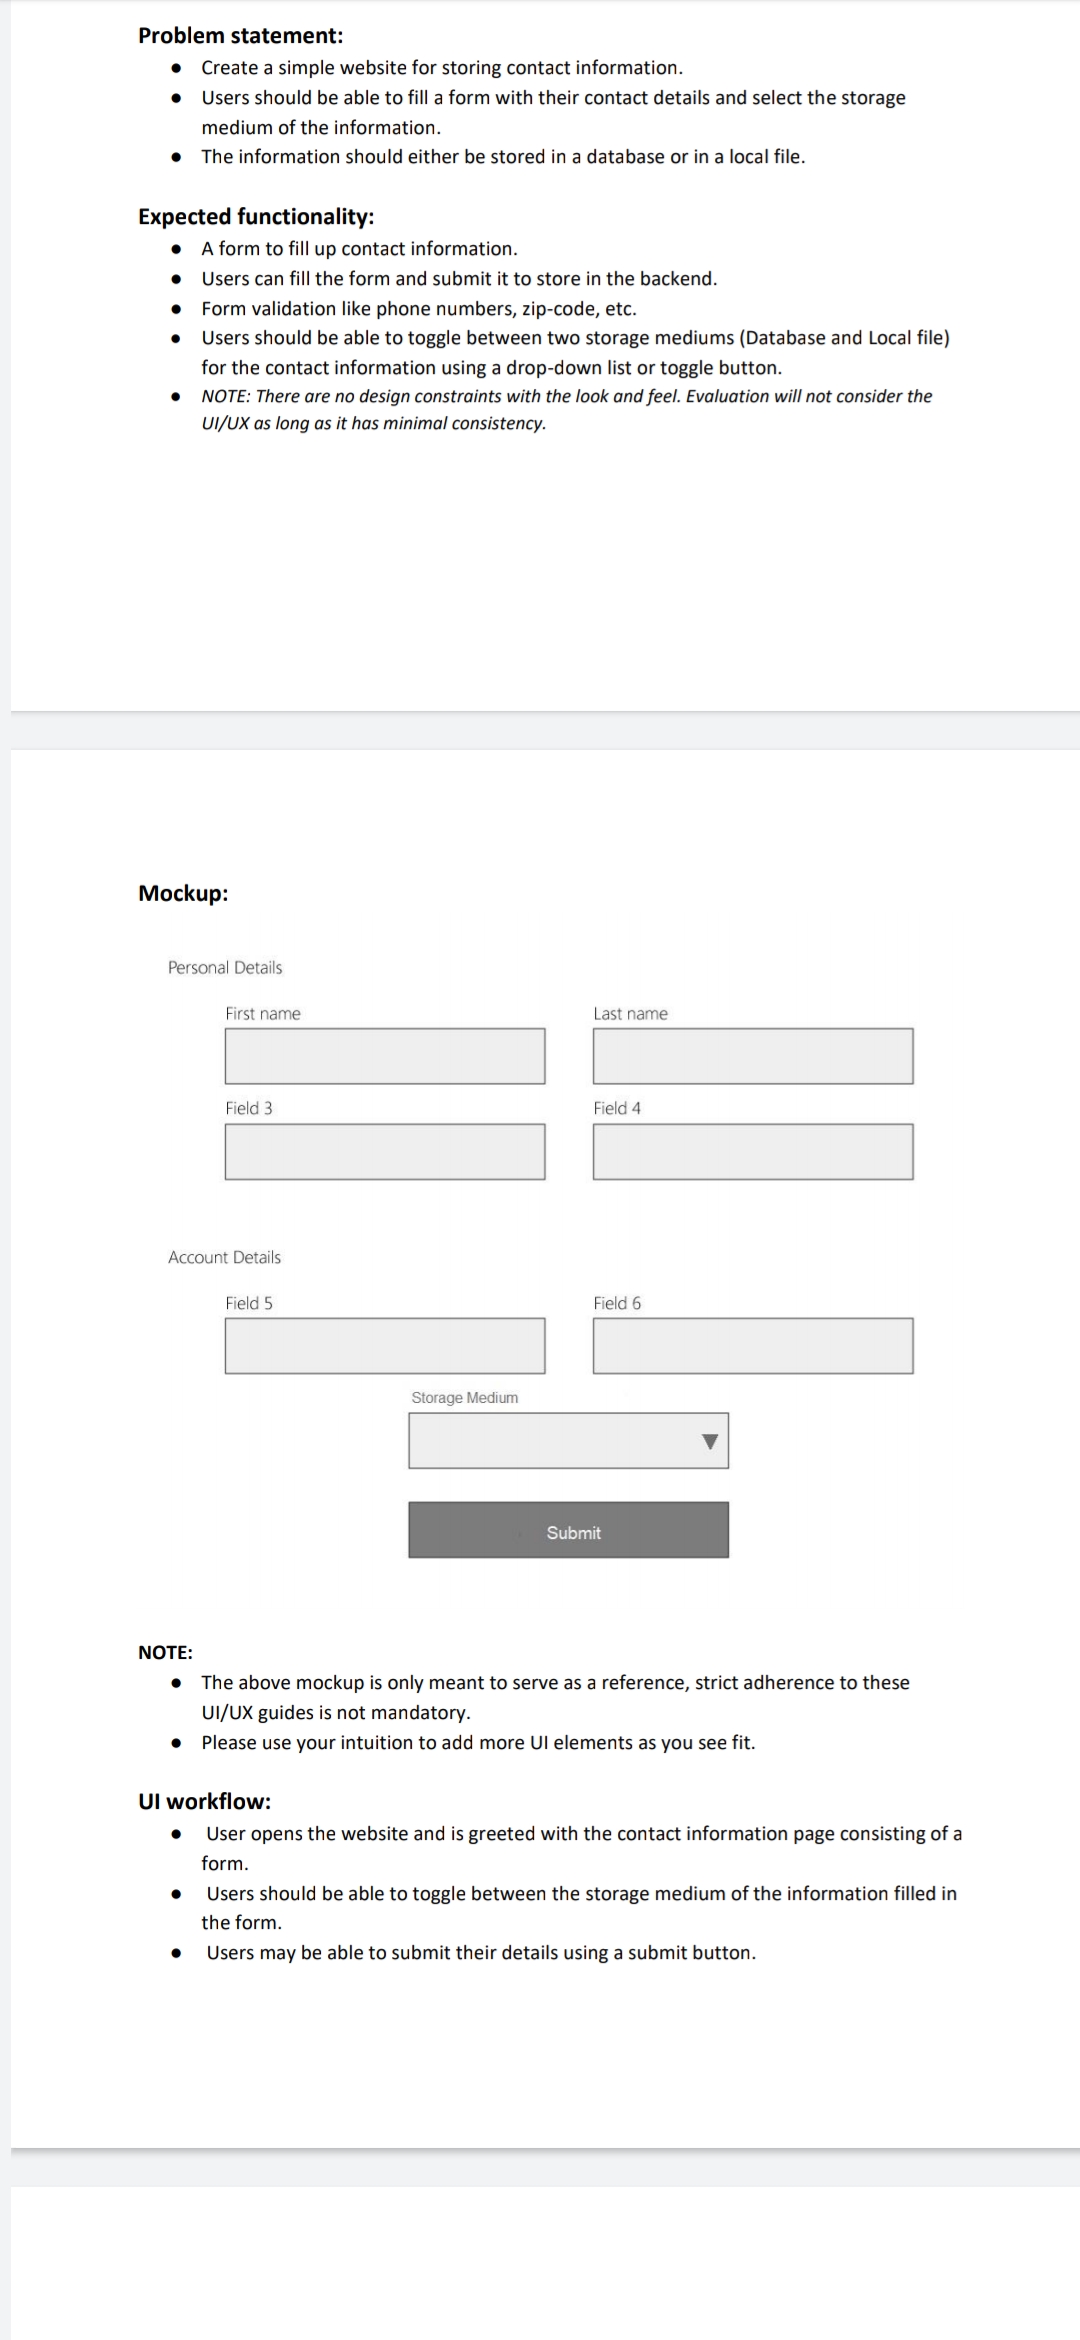 Problem statement:
● Create a simple website for storing contact information.
● Users should be able to fill a form with their contact details and select the storage
medium of the information.
● The information should either be stored in a database or in a local file.
Expected functionality:
● A form to fill up contact information.
● Users can fill the form and submit it to store in the backend.
● Form validation like phone numbers, zip-code, etc.
● Users should be able to toggle between two storage mediums (Database and Local file)
for the contact information using a drop-down list or toggle button.
● NOTE: There are no design constraints with the look and feel. Evaluation will not consider the
UI/UX as long as it has minimal consistency.
Mockup:
Personal Details
First name Last name
Field 3 Field 4
Account Details
Field 5 Field 6
Storage Medium
▼
Submit
NOTE:
● The above mockup is only meant to serve as a reference, strict adherence to these
UI/UX guides is not mandatory.
● Please use your intuition to add more UI elements as you see fit.
UI workflow:
● User opens the website and is greeted with the contact information page consisting of a
form.
● Users should be able to toggle between the storage medium of the information filled in
the form.
● Users may be able to submit their details using a submit button.